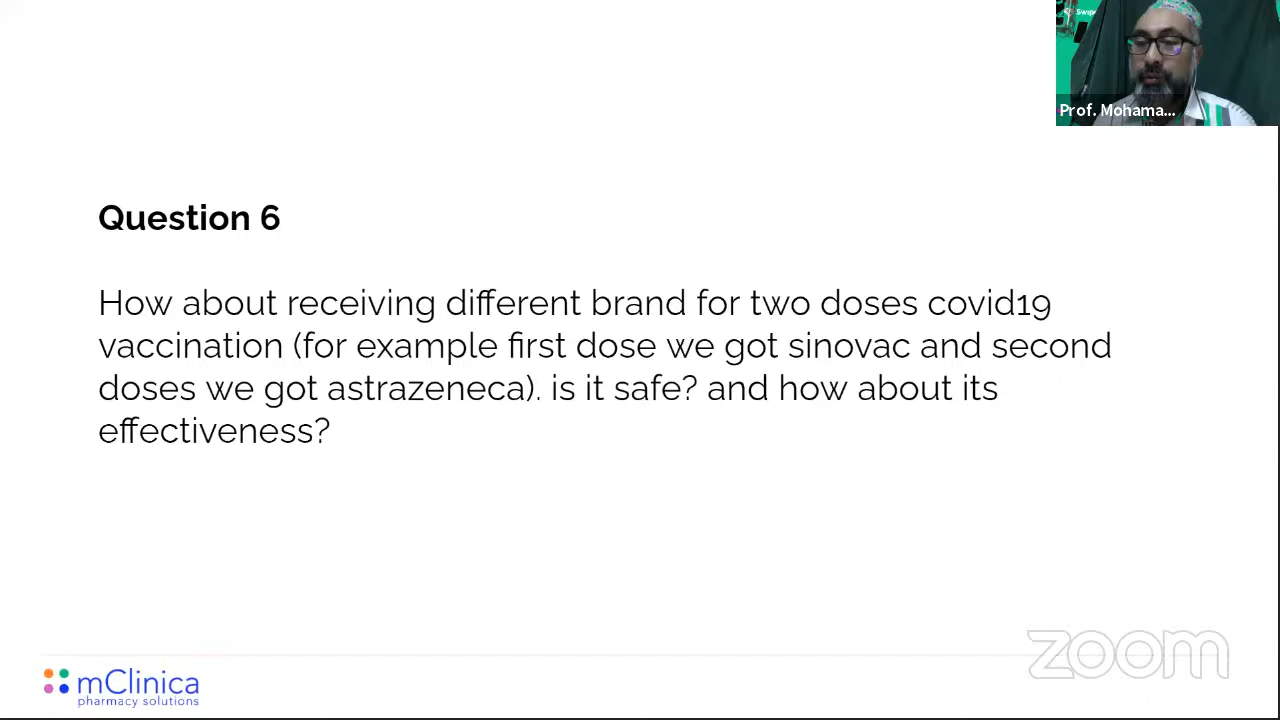 Swipe
Prof. Mohama...
Question 6
How about receiving different brand for two doses covid19
vaccination (for example first dose we got sinovac and second
doses we got astrazeneca). is it safe? and how about its
effectiveness?
zoom
mClinica
pharmacy solutions